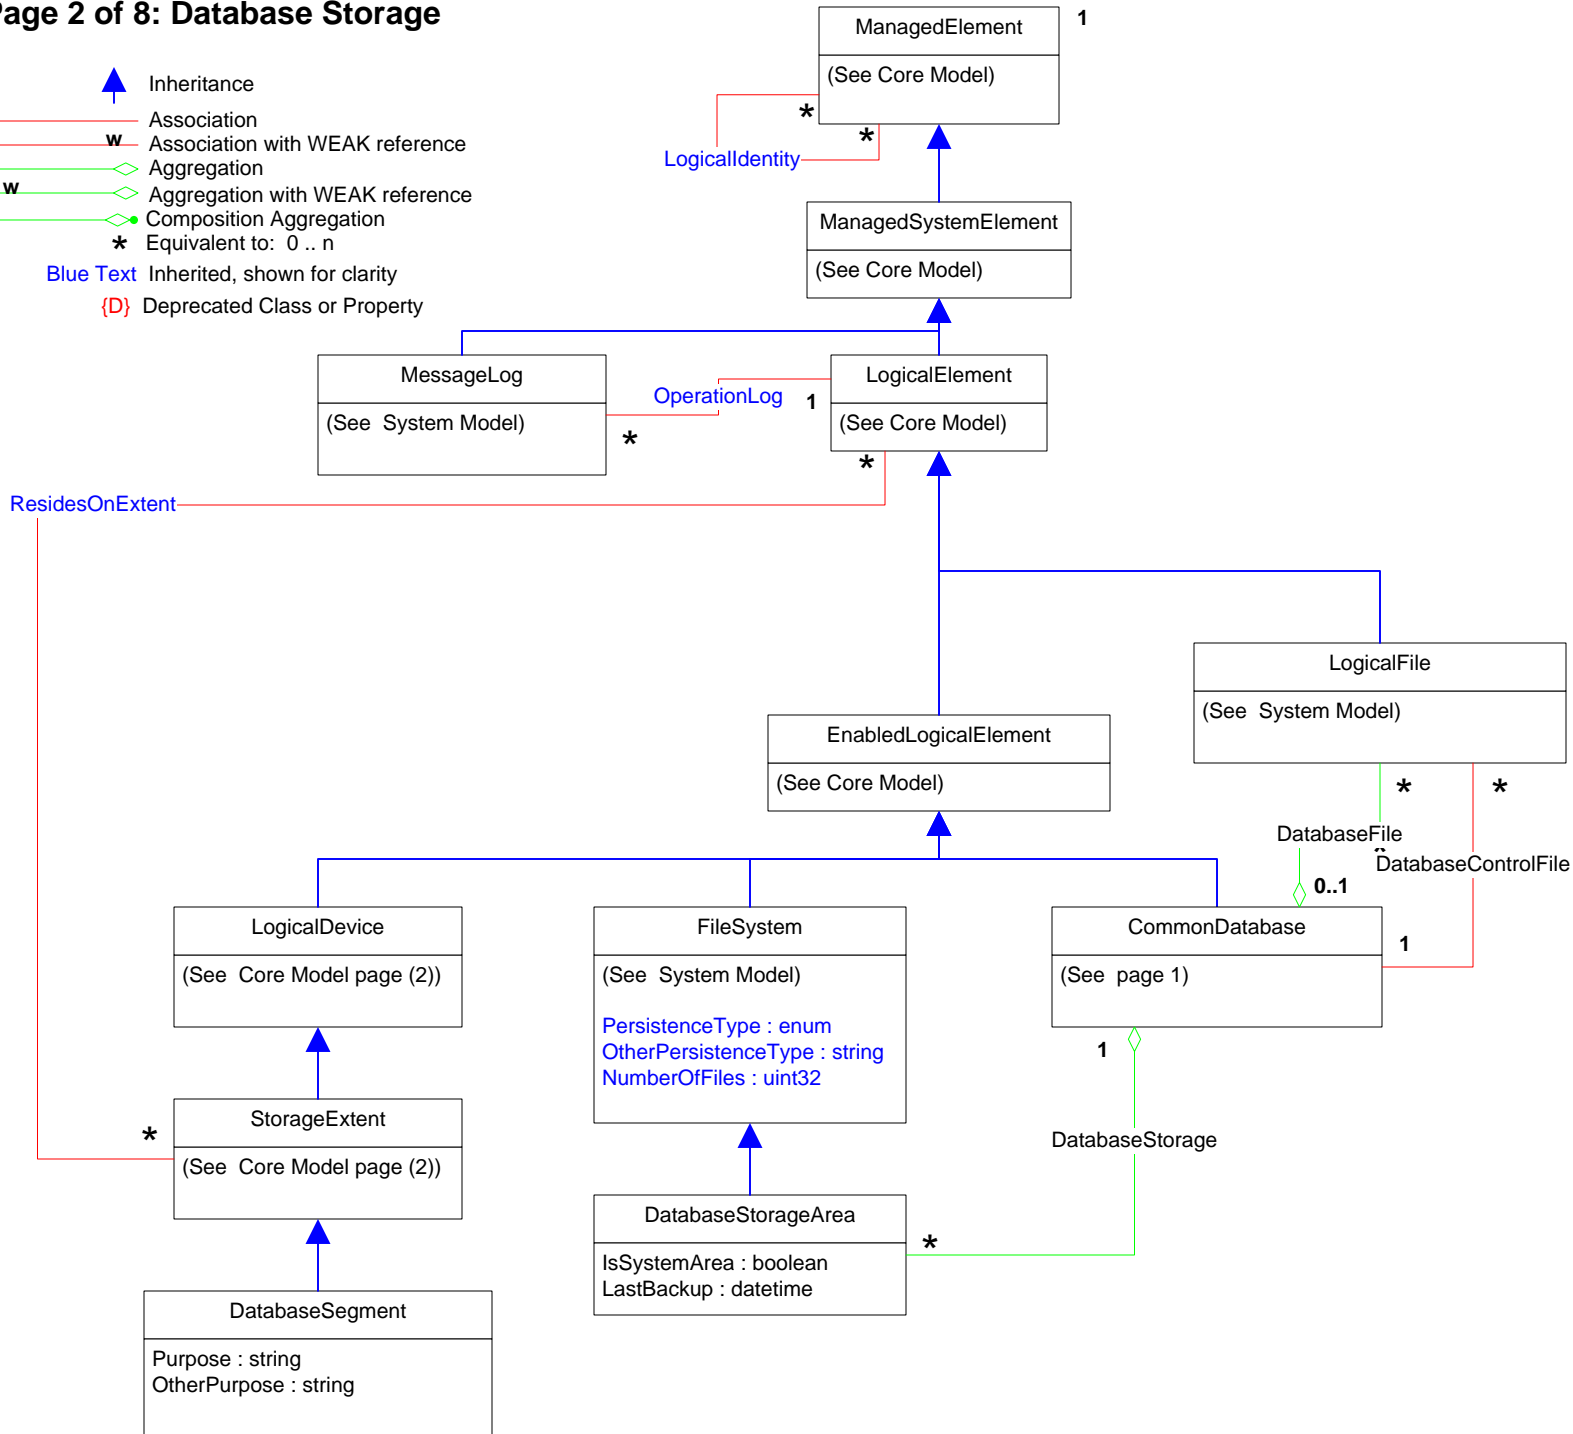 Page 2 of 8: Database Storage
Inheritance
Association
w Association with WEAK reference
Aggregation
w Aggregation with WEAK reference
Composition Aggregation
* Equivalent to: 0 .. n
Blue Text Inherited, shown for clarity
{D} Deprecated Class or Property
ManagedElement
1
(See Core Model)
*
*
LogicalIdentity
ManagedSystemElement
(See Core Model)
MessageLog
(See System Model)
OperationLog
1
*
LogicalElement
(See Core Model)
*
ResidesOnExtent
LogicalFile
(See System Model)
*
*
EnabledLogicalElement
(See Core Model)
DatabaseFile
*
DatabaseControlFile
0..1
LogicalDevice
(See Core Model page (2))
FileSystem
(See System Model)
PersistenceType : enum
OtherPersistenceType : string
NumberOfFiles : uint32
CommonDatabase
(See page 1)
1
1
StorageExtent
(See Core Model page (2))
*
DatabaseStorage
DatabaseStorageArea
IsSystemArea : boolean
LastBackup : datetime
*
DatabaseSegment
Purpose : string
OtherPurpose : string